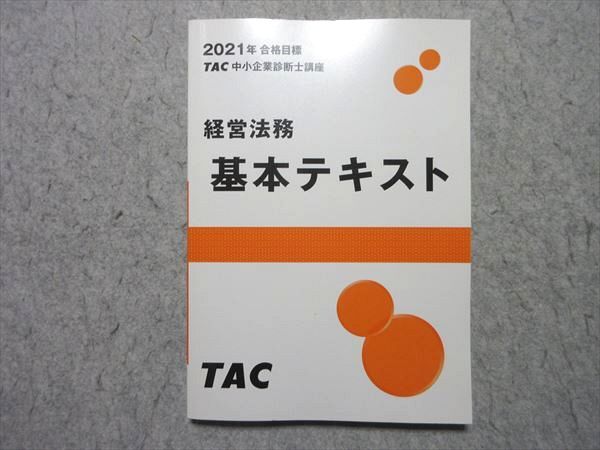 2021年 合格目標
TAC 中小企業診断士講座
経営法務
基本テキスト
TAC